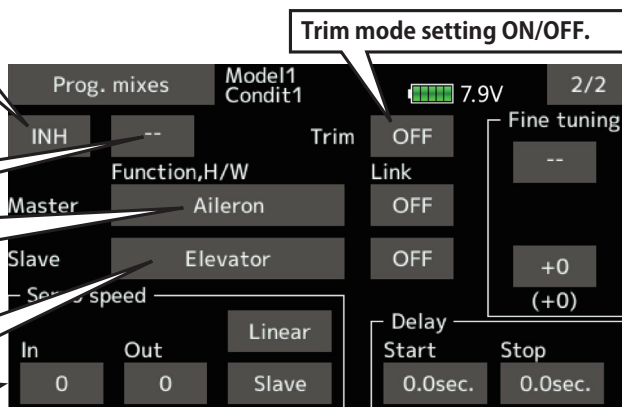 Trim mode setting ON/OFF.
Prog. mixes
Model1
Condit1
7.9V
2/2
INH
--
Trim
OFF
Fine tuning
--
Function,H/W
Link
Master
Aileron
OFF
Slave
Elevator
OFF
+0
(+0)
Servo speed
Linear
In
Out
0
0
Slave
Delay
Start
Stop
0.0sec.
0.0sec.